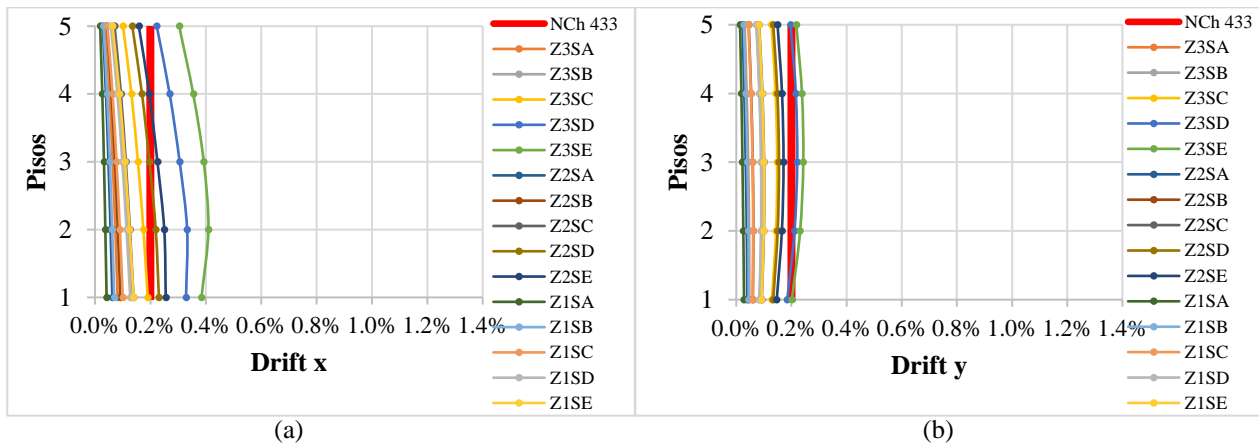 5
4
3
2
1
Pisos
0.0% 0.2% 0.4% 0.6% 0.8% 1.0% 1.2% 1.4%
Drift x
NCh 433
Z3SA
Z3SB
Z3SC
Z3SD
Z3SE
Z2SA
Z2SB
Z2SC
Z2SD
Z2SE
Z1SA
Z1SB
Z1SC
Z1SD
Z1SE
(a)
5
4
3
2
1
Pisos
0.0% 0.2% 0.4% 0.6% 0.8% 1.0% 1.2% 1.4%
Drift y
NCh 433
Z3SA
Z3SB
Z3SC
Z3SD
Z3SE
Z2SA
Z2SB
Z2SC
Z2SD
Z2SE
Z1SA
Z1SB
Z1SC
Z1SD
Z1SE
(b)